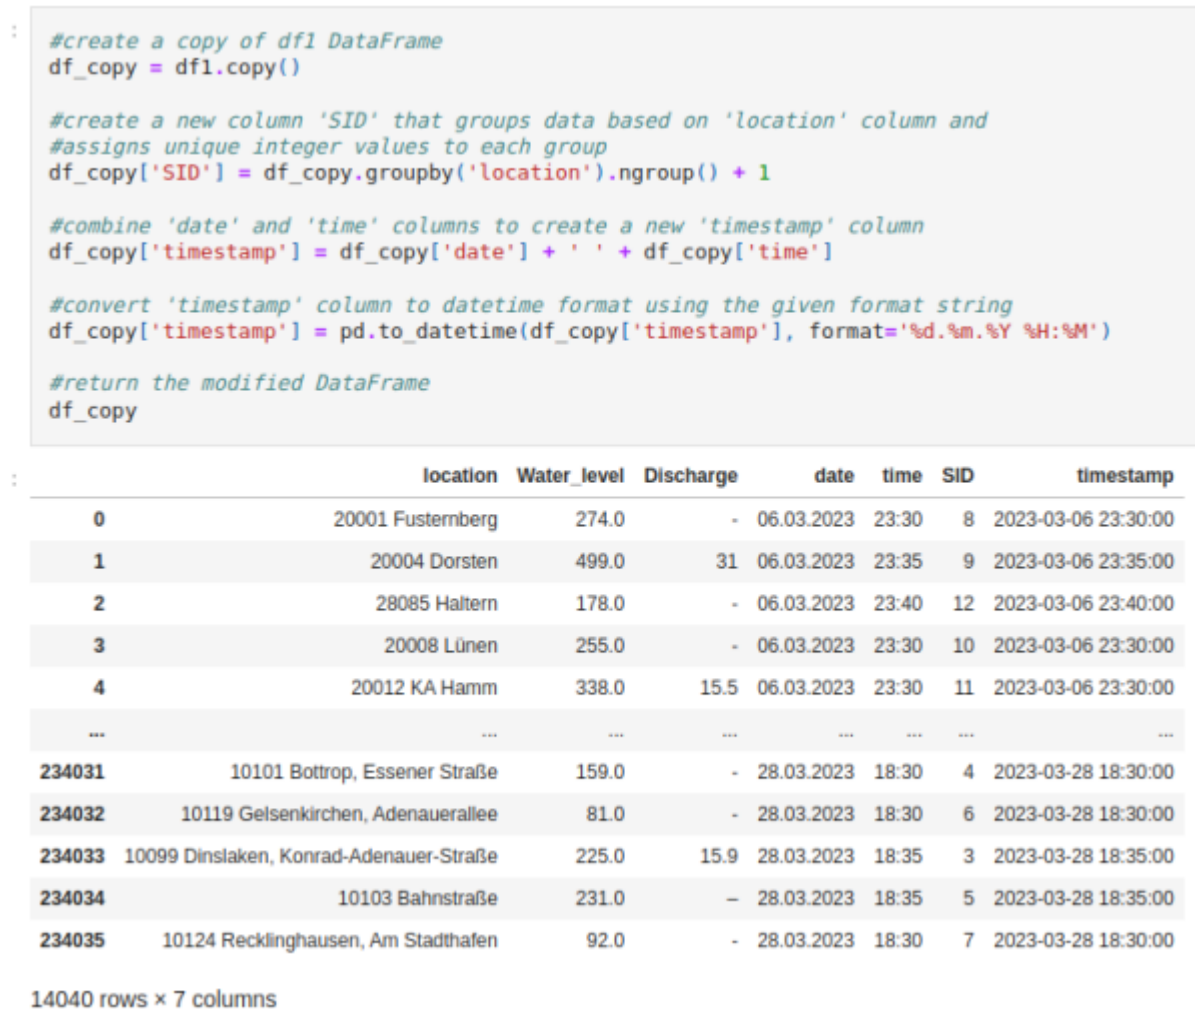 #create a copy of df1 DataFrame
df_copy = df1.copy()
#create a new column 'SID' that groups data based on 'location' column and
#assigns unique integer values to each group
df_copy['SID'] = df_copy.groupby('location').ngroup() + 1
#combine 'date' and 'time' columns to create a new 'timestamp' column
df_copy['timestamp'] = df_copy['date'] + ' ' + df_copy['time']
#convert 'timestamp' column to datetime format using the given format string
df_copy['timestamp'] = pd.to_datetime(df_copy['timestamp'], format='%d.%m.%Y %H:%M')
#return the modified DataFrame
df_copy
location Water_level Discharge date time SID timestamp
0 20001 Fusternberg 274.0 - 06.03.2023 23:30 8 2023-03-06 23:30:00
1 20004 Dorsten 499.0 31 06.03.2023 23:35 9 2023-03-06 23:35:00
2 28085 Haltern 178.0 - 06.03.2023 23:40 12 2023-03-06 23:40:00
3 20008 Lünen 255.0 - 06.03.2023 23:30 10 2023-03-06 23:30:00
4 20012 KA Hamm 338.0 15.5 06.03.2023 23:30 11 2023-03-06 23:30:00
... ... ... ... ... ... ... ...
234031 10101 Bottrop, Essener Straße 159.0 - 28.03.2023 18:30 4 2023-03-28 18:30:00
234032 10119 Gelsenkirchen, Adenauerallee 81.0 - 28.03.2023 18:30 6 2023-03-28 18:30:00
234033 10099 Dinslaken, Konrad-Adenauer-Straße 225.0 15.9 28.03.2023 18:35 3 2023-03-28 18:35:00
234034 10103 Bahnstraße 231.0 – 28.03.2023 18:35 5 2023-03-28 18:35:00
234035 10124 Recklinghausen, Am Stadthafen 92.0 - 28.03.2023 18:30 7 2023-03-28 18:30:00
14040 rows × 7 columns